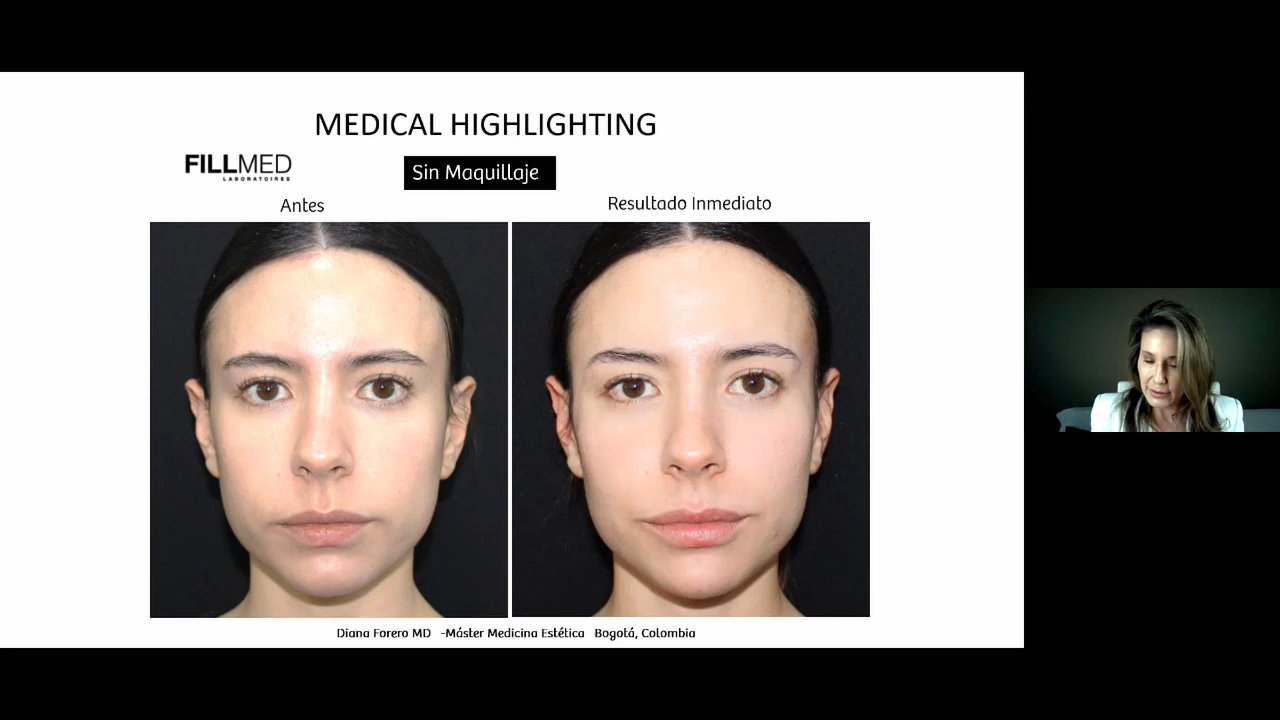 MEDICAL HIGHLIGHTING
FILLMED
LABORATOIRES
Sin Maquillaje
Antes
Resultado Inmediato
Diana Forero MD -Máster Medicina Estética Bogotá, Colombia